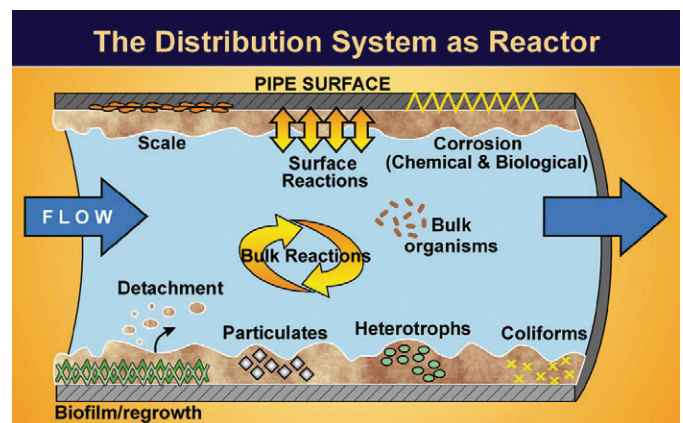 The Distribution System as Reactor
PIPE SURFACE
Scale
Surface
Reactions
Corrosion
(Chemical & Biological)
FLOW
Bulk Reactions
Bulk
organisms
Detachment
Particulates
Heterotrophs
Coliforms
Biofilm/regrowth